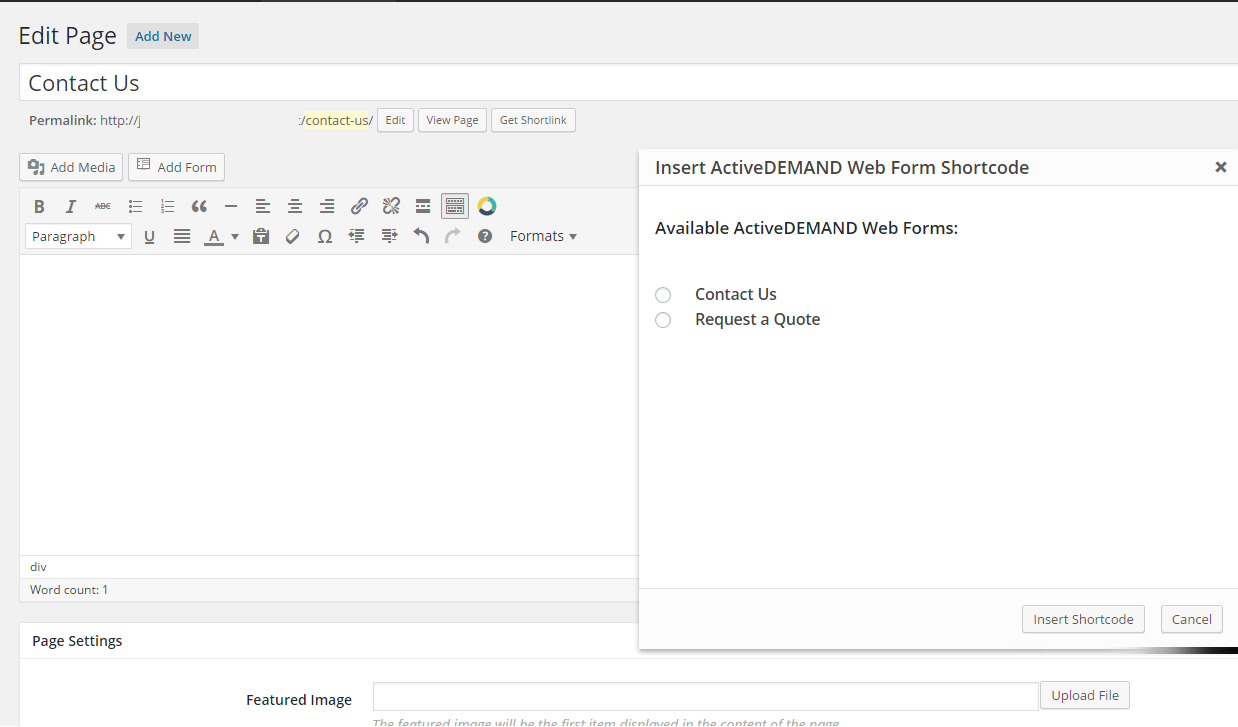 Edit Page Add New
Contact Us
Permalink: http://j :/contact-us/ Edit View Page Get Shortlink
Add Media Add Form
Insert ActiveDEMAND Web Form Shortcode ×
B I ABC
Paragraph U A T Ω ? Formats
Available ActiveDEMAND Web Forms:
Contact Us
Request a Quote
div
Word count: 1
Insert Shortcode Cancel
Page Settings
Featured Image Upload File
The featured image will be the first item displayed in the content of the page.